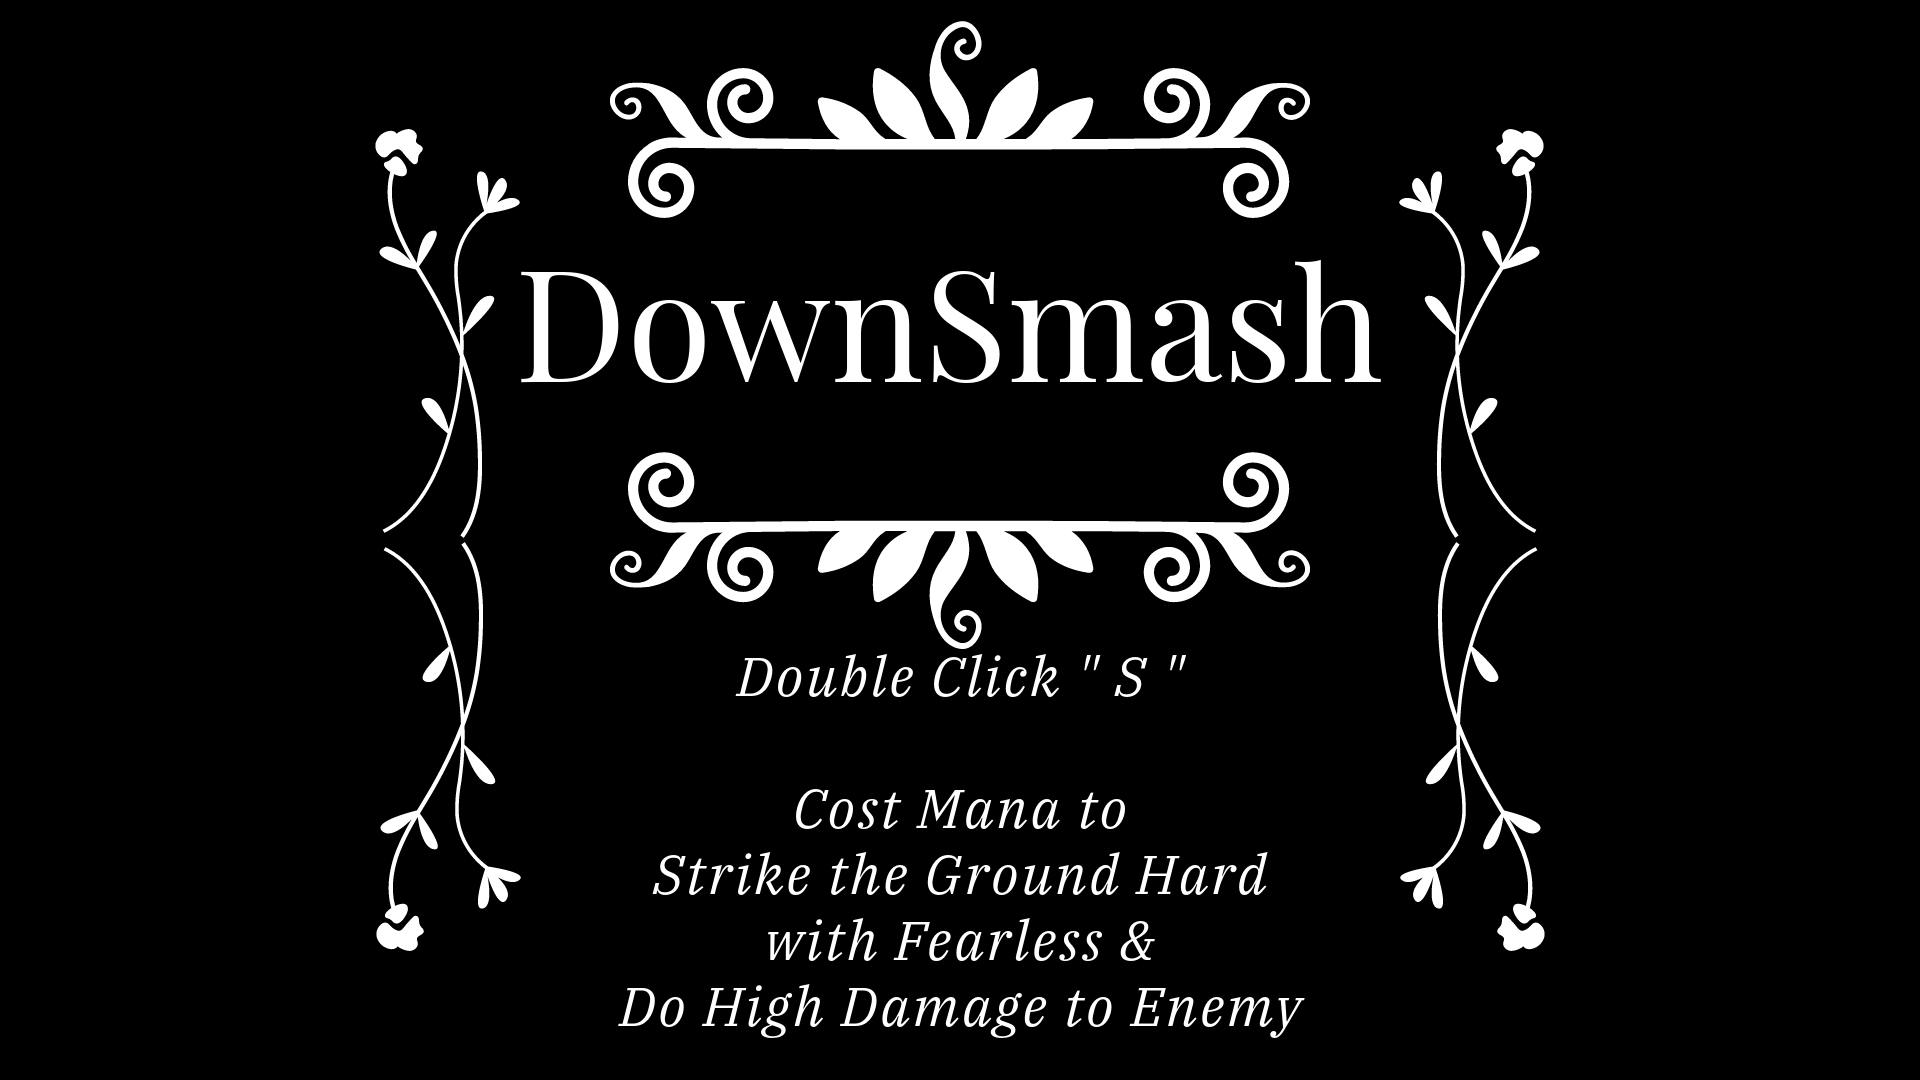 DownSmash
Double Click " S "
Cost Mana to
Strike the Ground Hard
with Fearless &
Do High Damage to Enemy